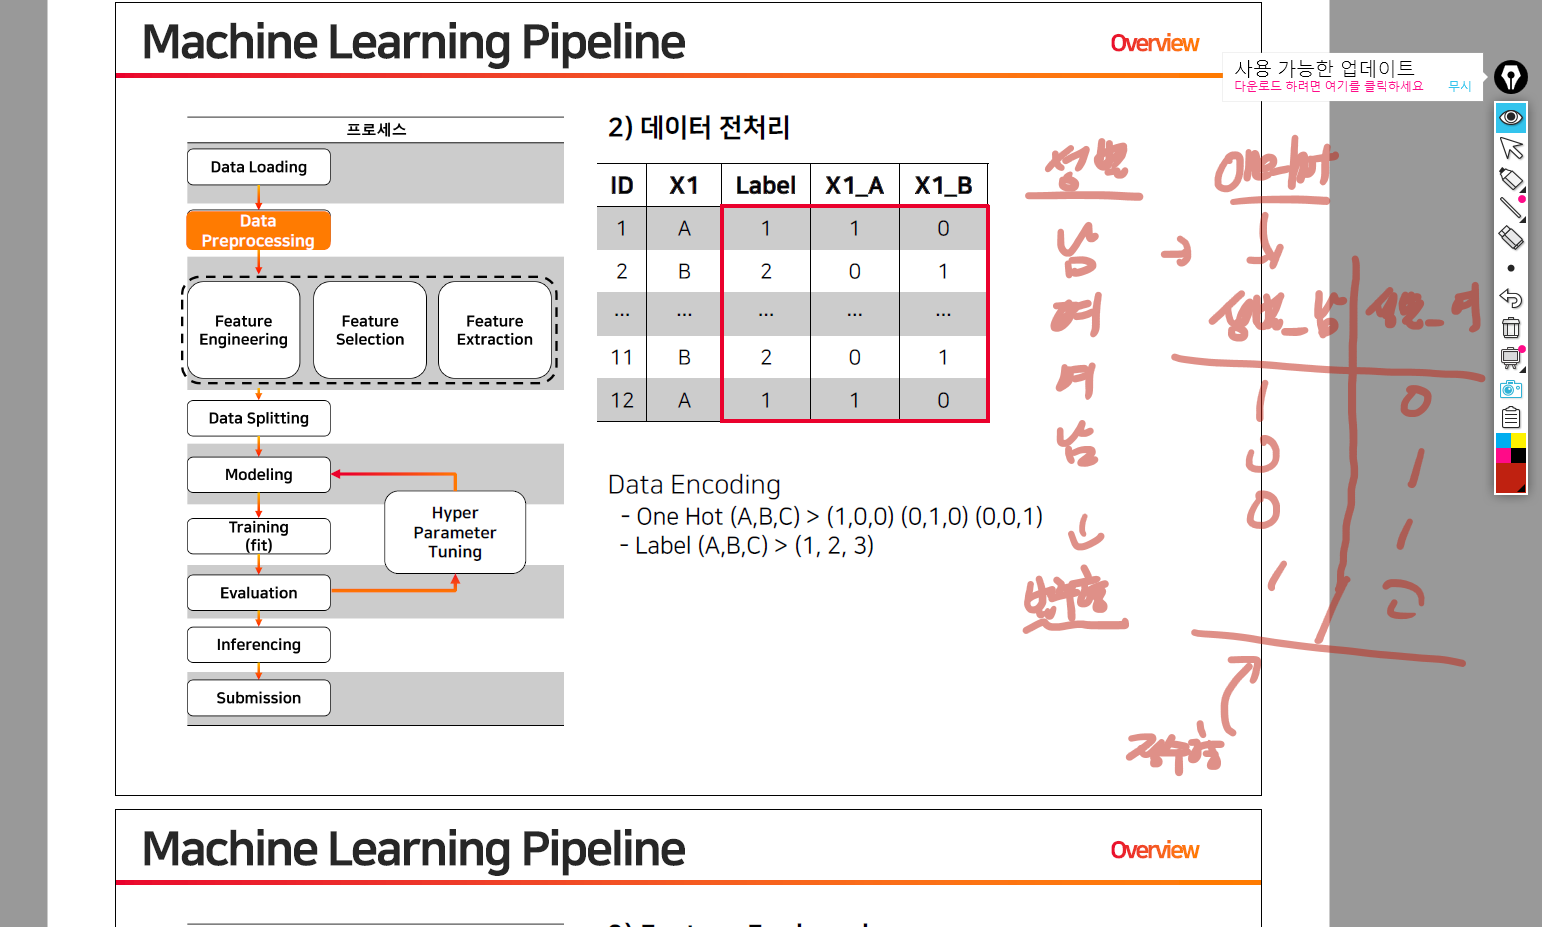 Machine Learning Pipeline
Overview
사용 가능한 업데이트
다운로드 하려면 여기를 클릭하세요 무시
프로세스
Data Loading
Data
Preprocessing
Feature
Engineering
Feature
Selection
Feature
Extraction
Data Splitting
Modeling
Training
(fit)
Evaluation
Hyper
Parameter
Tuning
Inferencing
Submission
2) 데이터 전처리
ID X1 Label X1_A X1_B
1 A 1 1 0
2 B 2 0 1
... ... ... ... ...
11 B 2 0 1
12 A 1 1 0
Data Encoding
- One Hot (A,B,C) > (1,0,0) (0,1,0) (0,0,1)
- Label (A,B,C) > (1, 2, 3)
성별
남
여
여
남
범주형
→ One-hot
성별_남 성별_여
1 0
0 1
0 1
1 0
정수형
Machine Learning Pipeline
Overview